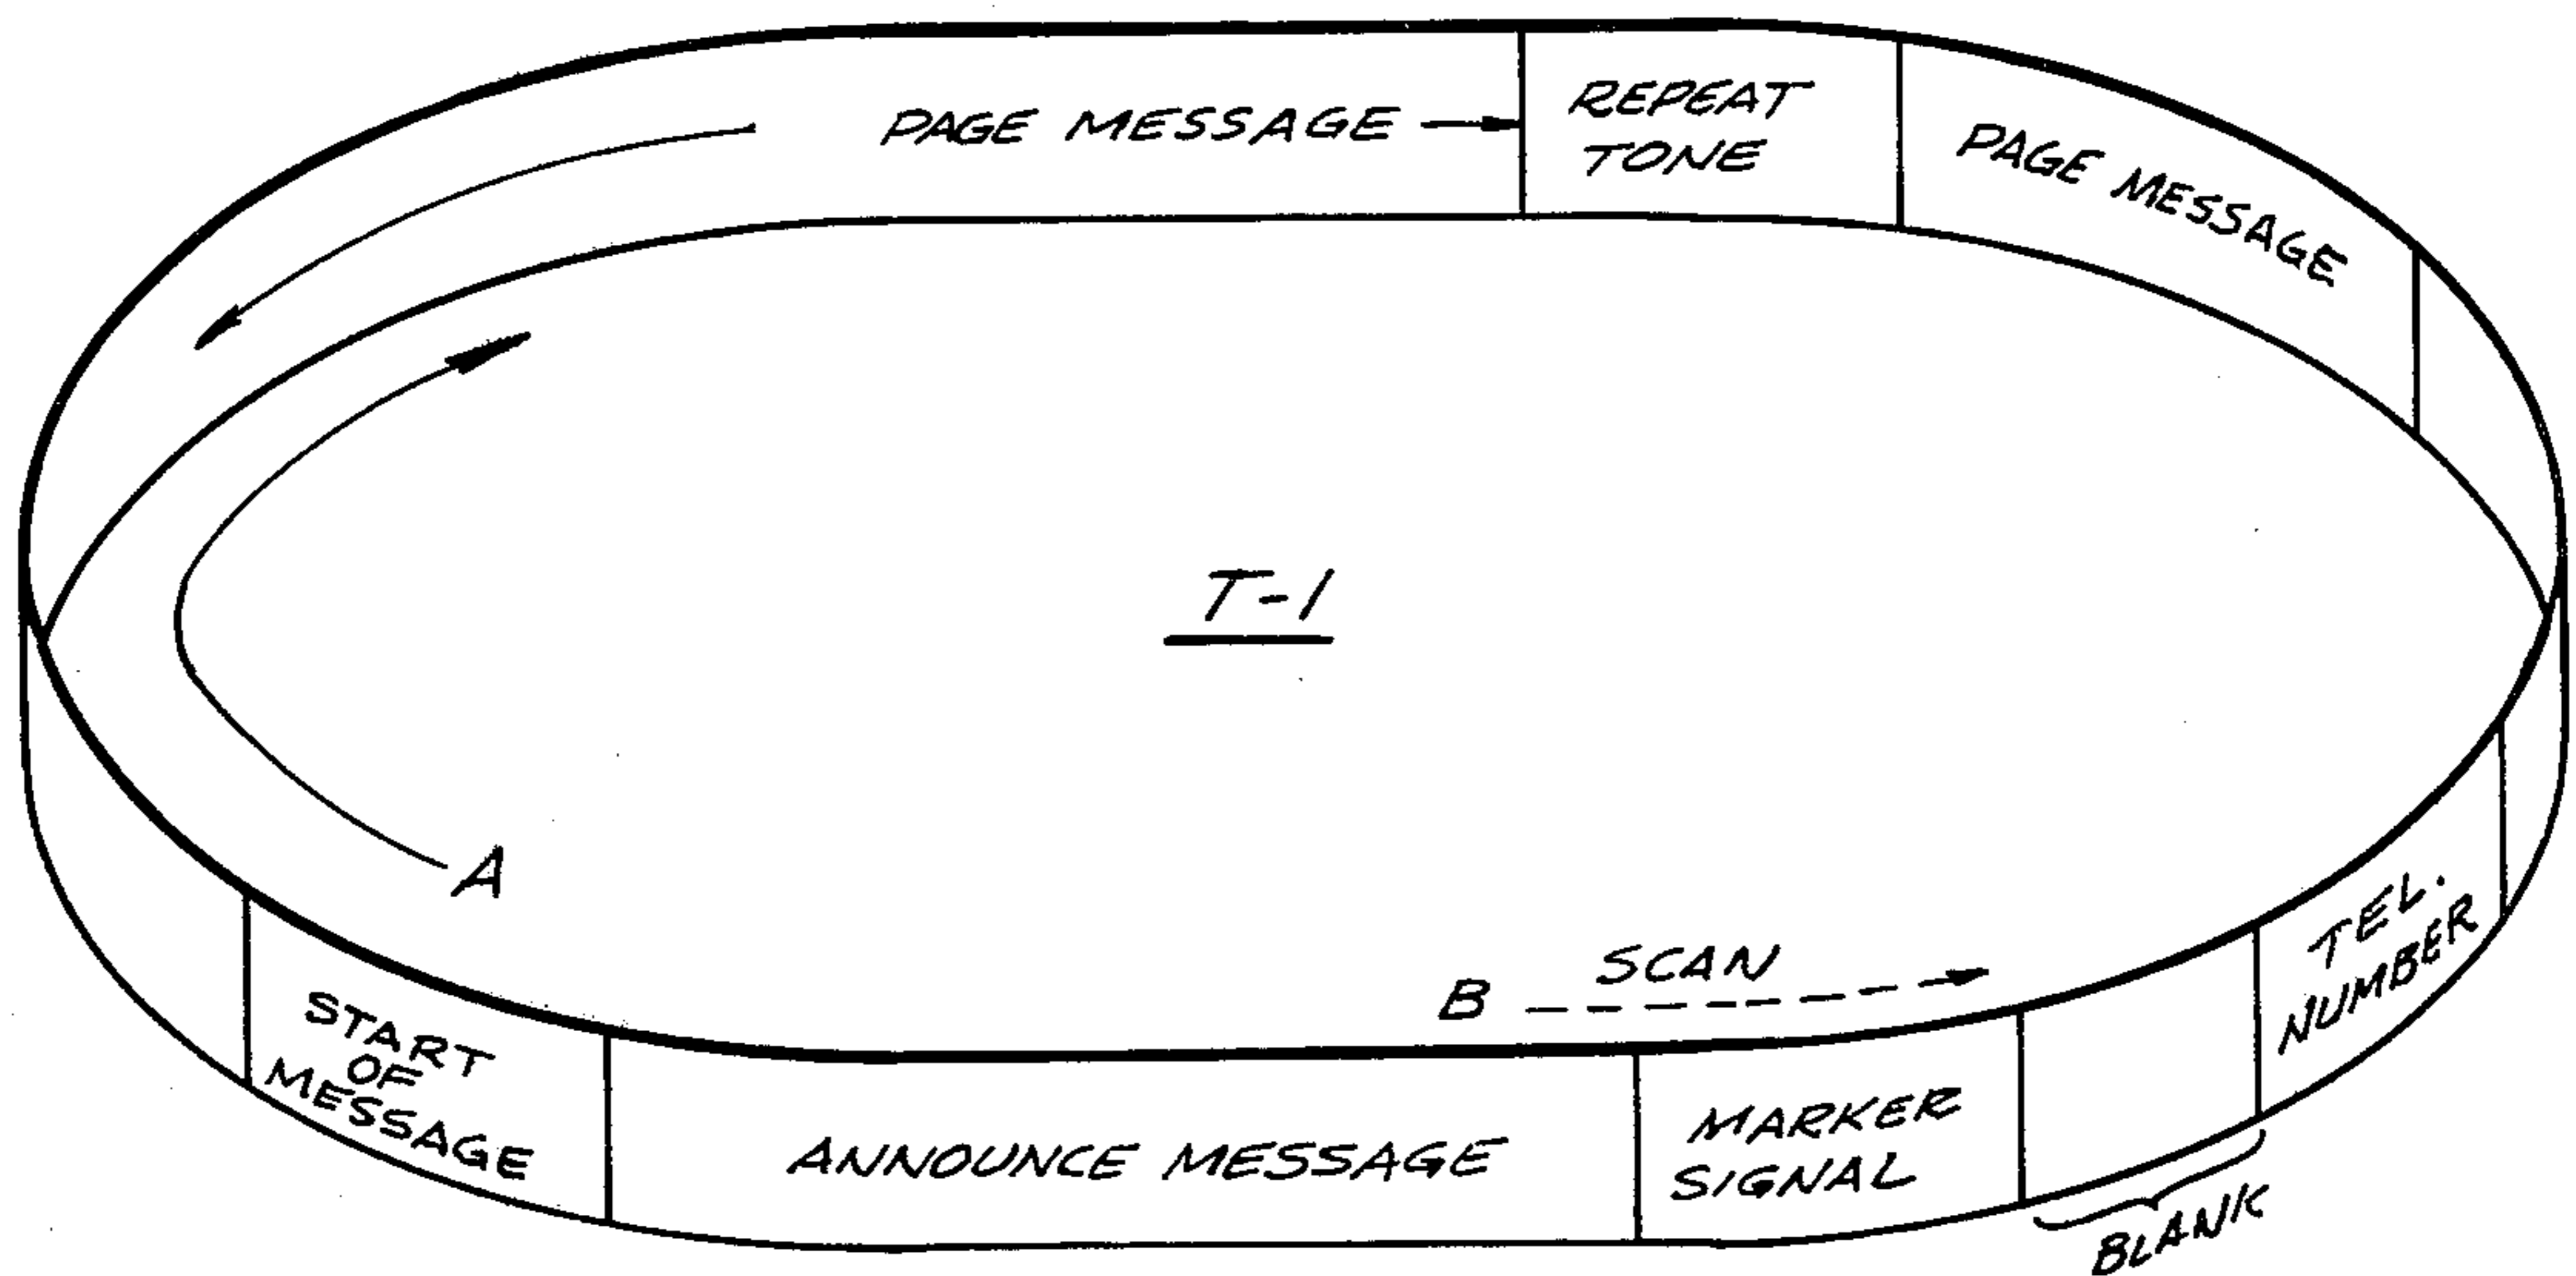 PAGE MESSAGE
REPEAT
TONE
PAGE MESSAGE
T-1
A
B
SCAN
TEL.
NUMBER
START
OF
MESSAGE
ANNOUNCE MESSAGE
MARKER
SIGNAL
BLANK